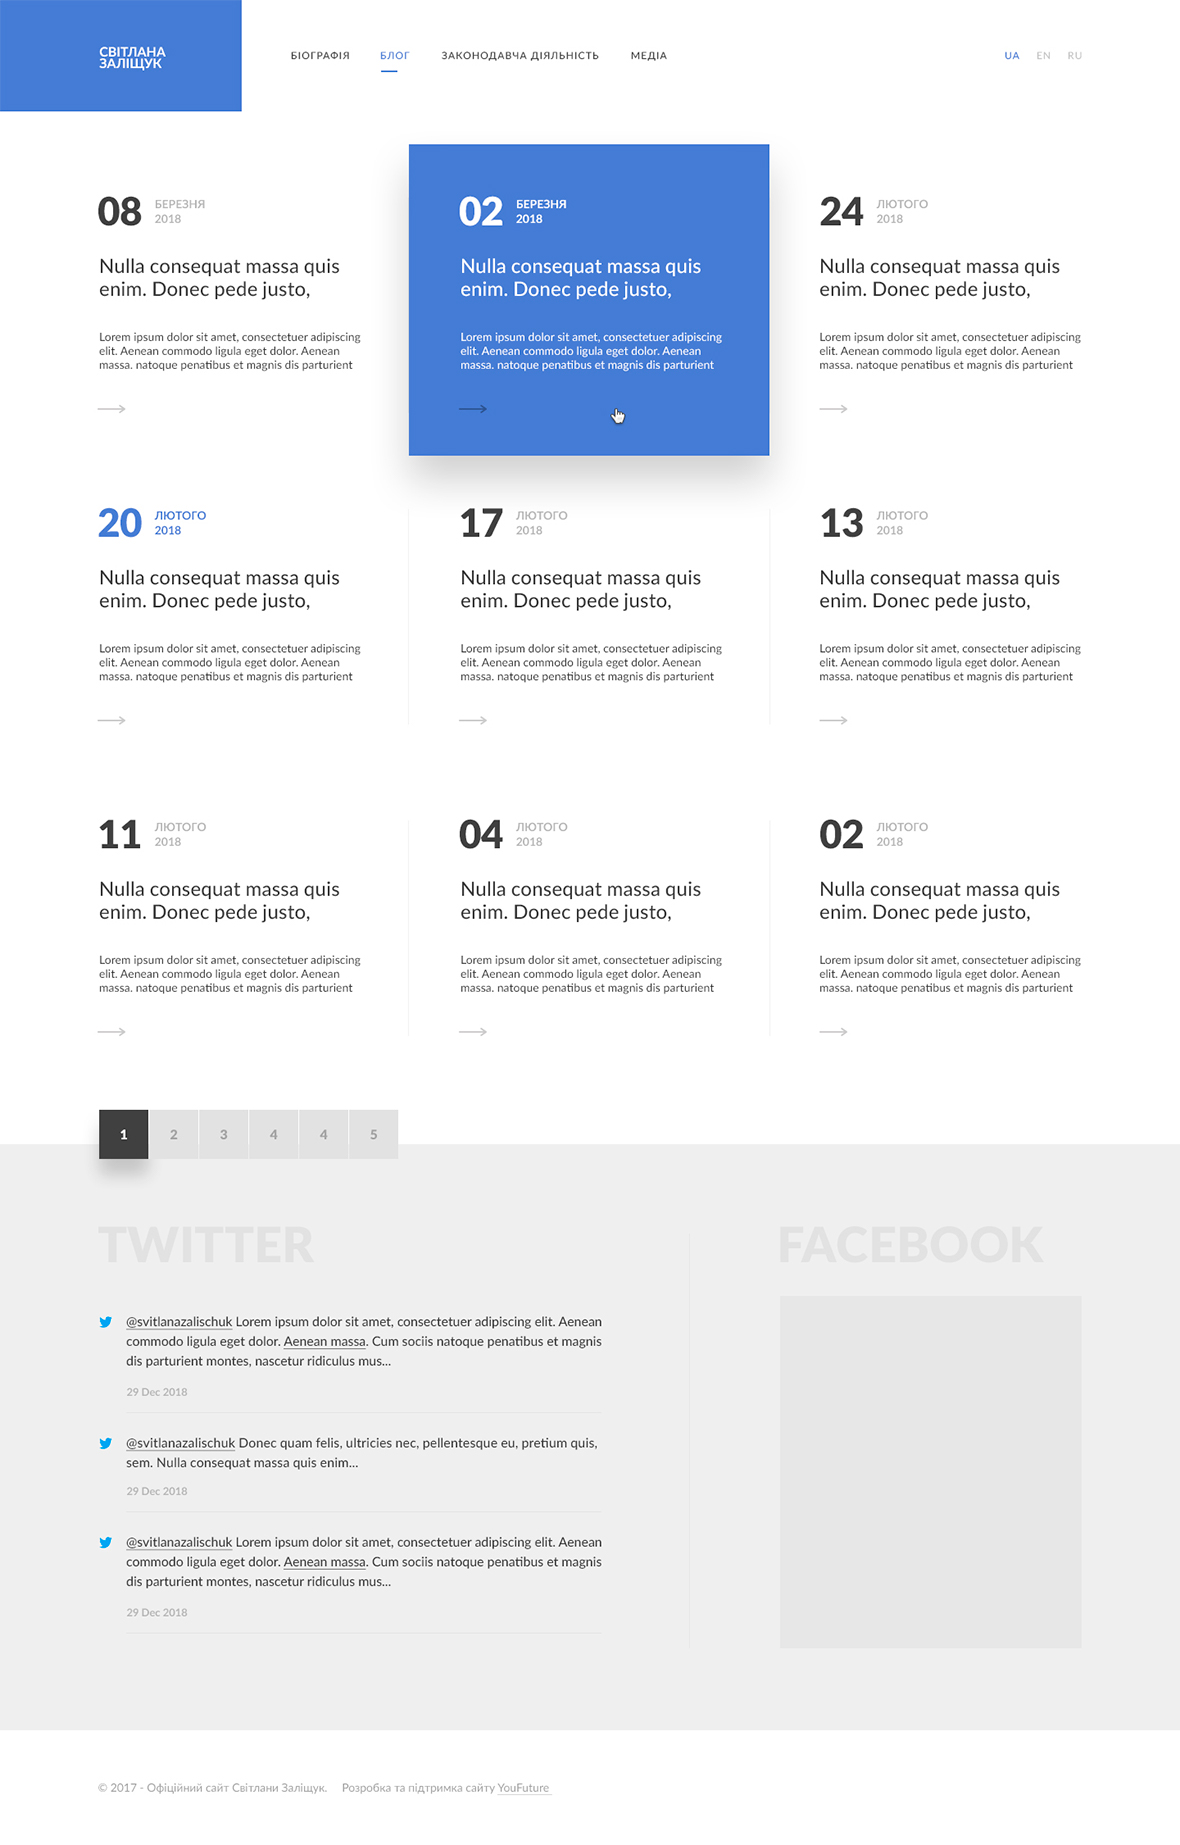 СВІТЛАНА
ЗАЛІЩУК
БІОГРАФІЯ БЛОГ ЗАКОНОДАВЧА ДІЯЛЬНІСТЬ МЕДІА
UA EN RU
08 БЕРЕЗНЯ
2018
Nulla consequat massa quis
enim. Donec pede justo,
Lorem ipsum dolor sit amet, consectetuer adipiscing
elit. Aenean commodo ligula eget dolor. Aenean
massa. natoque penatibus et magnis dis parturient
02 БЕРЕЗНЯ
2018
Nulla consequat massa quis
enim. Donec pede justo,
Lorem ipsum dolor sit amet, consectetuer adipiscing
elit. Aenean commodo ligula eget dolor. Aenean
massa. natoque penatibus et magnis dis parturient
24 ЛЮТОГО
2018
Nulla consequat massa quis
enim. Donec pede justo,
Lorem ipsum dolor sit amet, consectetuer adipiscing
elit. Aenean commodo ligula eget dolor. Aenean
massa. natoque penatibus et magnis dis parturient
20 ЛЮТОГО
2018
Nulla consequat massa quis
enim. Donec pede justo,
Lorem ipsum dolor sit amet, consectetuer adipiscing
elit. Aenean commodo ligula eget dolor. Aenean
massa. natoque penatibus et magnis dis parturient
17 ЛЮТОГО
2018
Nulla consequat massa quis
enim. Donec pede justo,
Lorem ipsum dolor sit amet, consectetuer adipiscing
elit. Aenean commodo ligula eget dolor. Aenean
massa. natoque penatibus et magnis dis parturient
13 ЛЮТОГО
2018
Nulla consequat massa quis
enim. Donec pede justo,
Lorem ipsum dolor sit amet, consectetuer adipiscing
elit. Aenean commodo ligula eget dolor. Aenean
massa. natoque penatibus et magnis dis parturient
11 ЛЮТОГО
2018
Nulla consequat massa quis
enim. Donec pede justo,
Lorem ipsum dolor sit amet, consectetuer adipiscing
elit. Aenean commodo ligula eget dolor. Aenean
massa. natoque penatibus et magnis dis parturient
04 ЛЮТОГО
2018
Nulla consequat massa quis
enim. Donec pede justo,
Lorem ipsum dolor sit amet, consectetuer adipiscing
elit. Aenean commodo ligula eget dolor. Aenean
massa. natoque penatibus et magnis dis parturient
02 ЛЮТОГО
2018
Nulla consequat massa quis
enim. Donec pede justo,
Lorem ipsum dolor sit amet, consectetuer adipiscing
elit. Aenean commodo ligula eget dolor. Aenean
massa. natoque penatibus et magnis dis parturient
1 2 3 4 4 5
TWITTER
@svitlanazalischuk Lorem ipsum dolor sit amet, consectetuer adipiscing elit. Aenean
commodo ligula eget dolor. Aenean massa. Cum sociis natoque penatibus et magnis
dis parturient montes, nascetur ridiculus mus...
29 Dec 2018
@svitlanazalischuk Donec quam felis, ultricies nec, pellentesque eu, pretium quis,
sem. Nulla consequat massa quis enim...
29 Dec 2018
@svitlanazalischuk Lorem ipsum dolor sit amet, consectetuer adipiscing elit. Aenean
commodo ligula eget dolor. Aenean massa. Cum sociis natoque penatibus et magnis
dis parturient montes, nascetur ridiculus mus...
29 Dec 2018
FACEBOOK
© 2017 - Офіційний сайт Світлани Заліщук. Розробка та підтримка сайту YouFuture